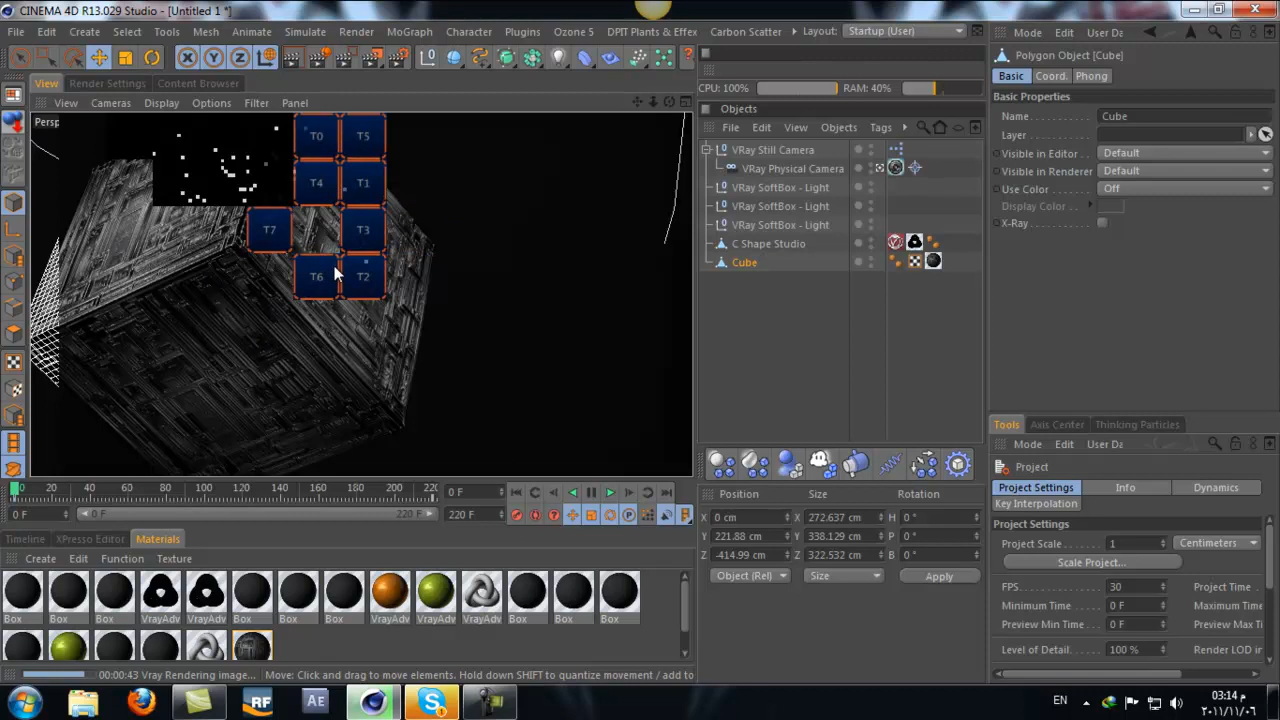 CINEMA 4D R13.029 Studio - [Untitled 1 *]
File Edit Create Select Tools Mesh Animate Simulate Render MoGraph Character Plugins Ozone 5 DPIT Plants & Effex Carbon Scatter Layout: Startup (User)
X Y Z
View Render Settings Content Browser
View Cameras Display Options Filter Panel
Persp
T0 T5
T4 T1
T7 T3
T6 T2
0 20 40 60 80 100 120 140 160 180 200 220
0 F
0 F 0 F 220 F 220 F
Timeline XPresso Editor Materials
Create Edit Function Texture
Box Box Box VrayAdv VrayAdv Box Box Box VrayAdv VrayAdv VrayAdv Box Box Box
00:00:43 Vray Rendering image... Move: Click and drag to move elements. Hold down SHIFT to quantize movement / add to
CPU: 100% RAM: 40%
Objects
File Edit View Objects Tags
VRay Still Camera
VRay Physical Camera
VRay SoftBox - Light
VRay SoftBox - Light
VRay SoftBox - Light
C Shape Studio
Cube
Position Size Rotation
X 0 cm X 272.637 cm H 0 °
Y 221.88 cm Y 338.129 cm P 0 °
Z -414.99 cm Z 322.532 cm B 0 °
Object (Rel) Size Apply
Mode Edit User Da
Polygon Object [Cube]
Basic Coord. Phong
Basic Properties
Name Cube
Layer
Visible in Editor Default
Visible in Renderer Default
Use Color Off
Display Color
X-Ray
Tools Axis Center Thinking Particles
Mode Edit User Da
Project
Project Settings Info Dynamics
Key Interpolation
Project Settings
Project Scale 1 Centimeters
Scale Project...
FPS 30 Project Time
Minimum Time 0 F Maximum Time
Preview Min Time 0 F Preview Max Ti
Level of Detail 100 % Render LOD in
RF Ae S EN
03:14 م
٢٠١١/١١/٠٦